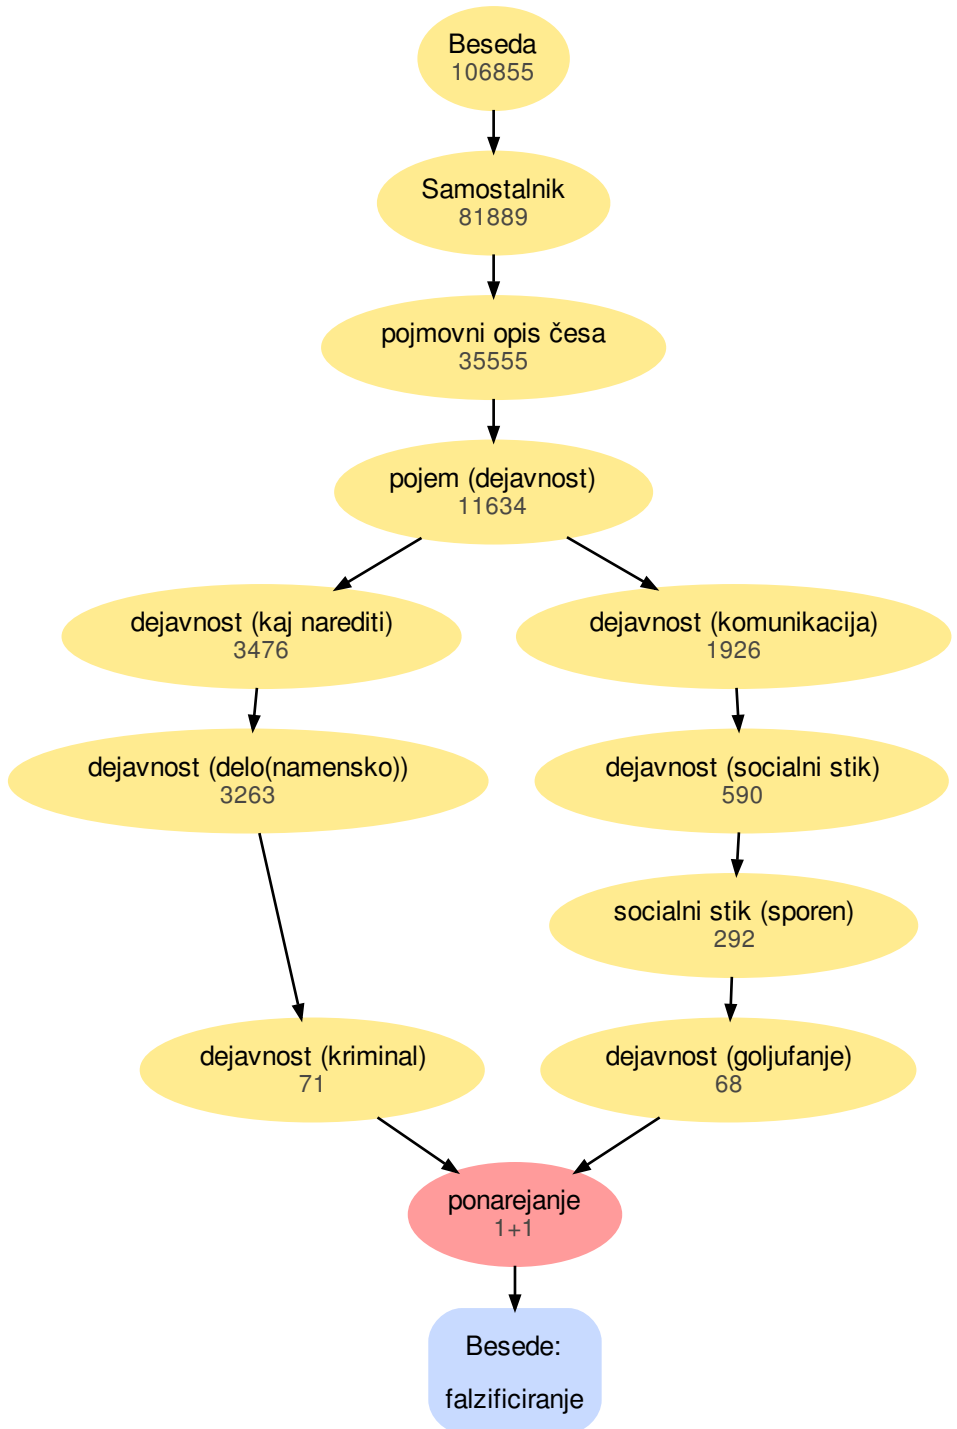 Beseda
106855
Samostalnik
81889
pojmovni opis česa
35555
pojem (dejavnost)
11634
dejavnost (kaj narediti)
3476
dejavnost (komunikacija)
1926
dejavnost (delo(namensko))
3263
dejavnost (socialni stik)
590
socialni stik (sporen)
292
dejavnost (kriminal)
71
dejavnost (goljufanje)
68
ponarejanje
1+1
Besede:
falzificiranje